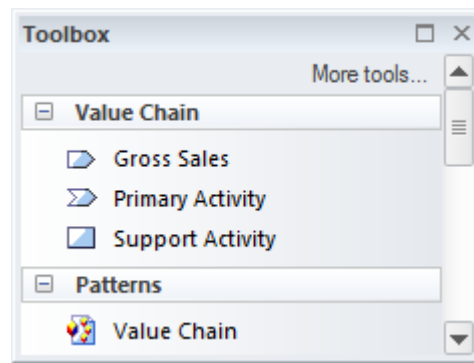 Toolbox
More tools...
Value Chain
Gross Sales
Primary Activity
Support Activity
Patterns
Value Chain